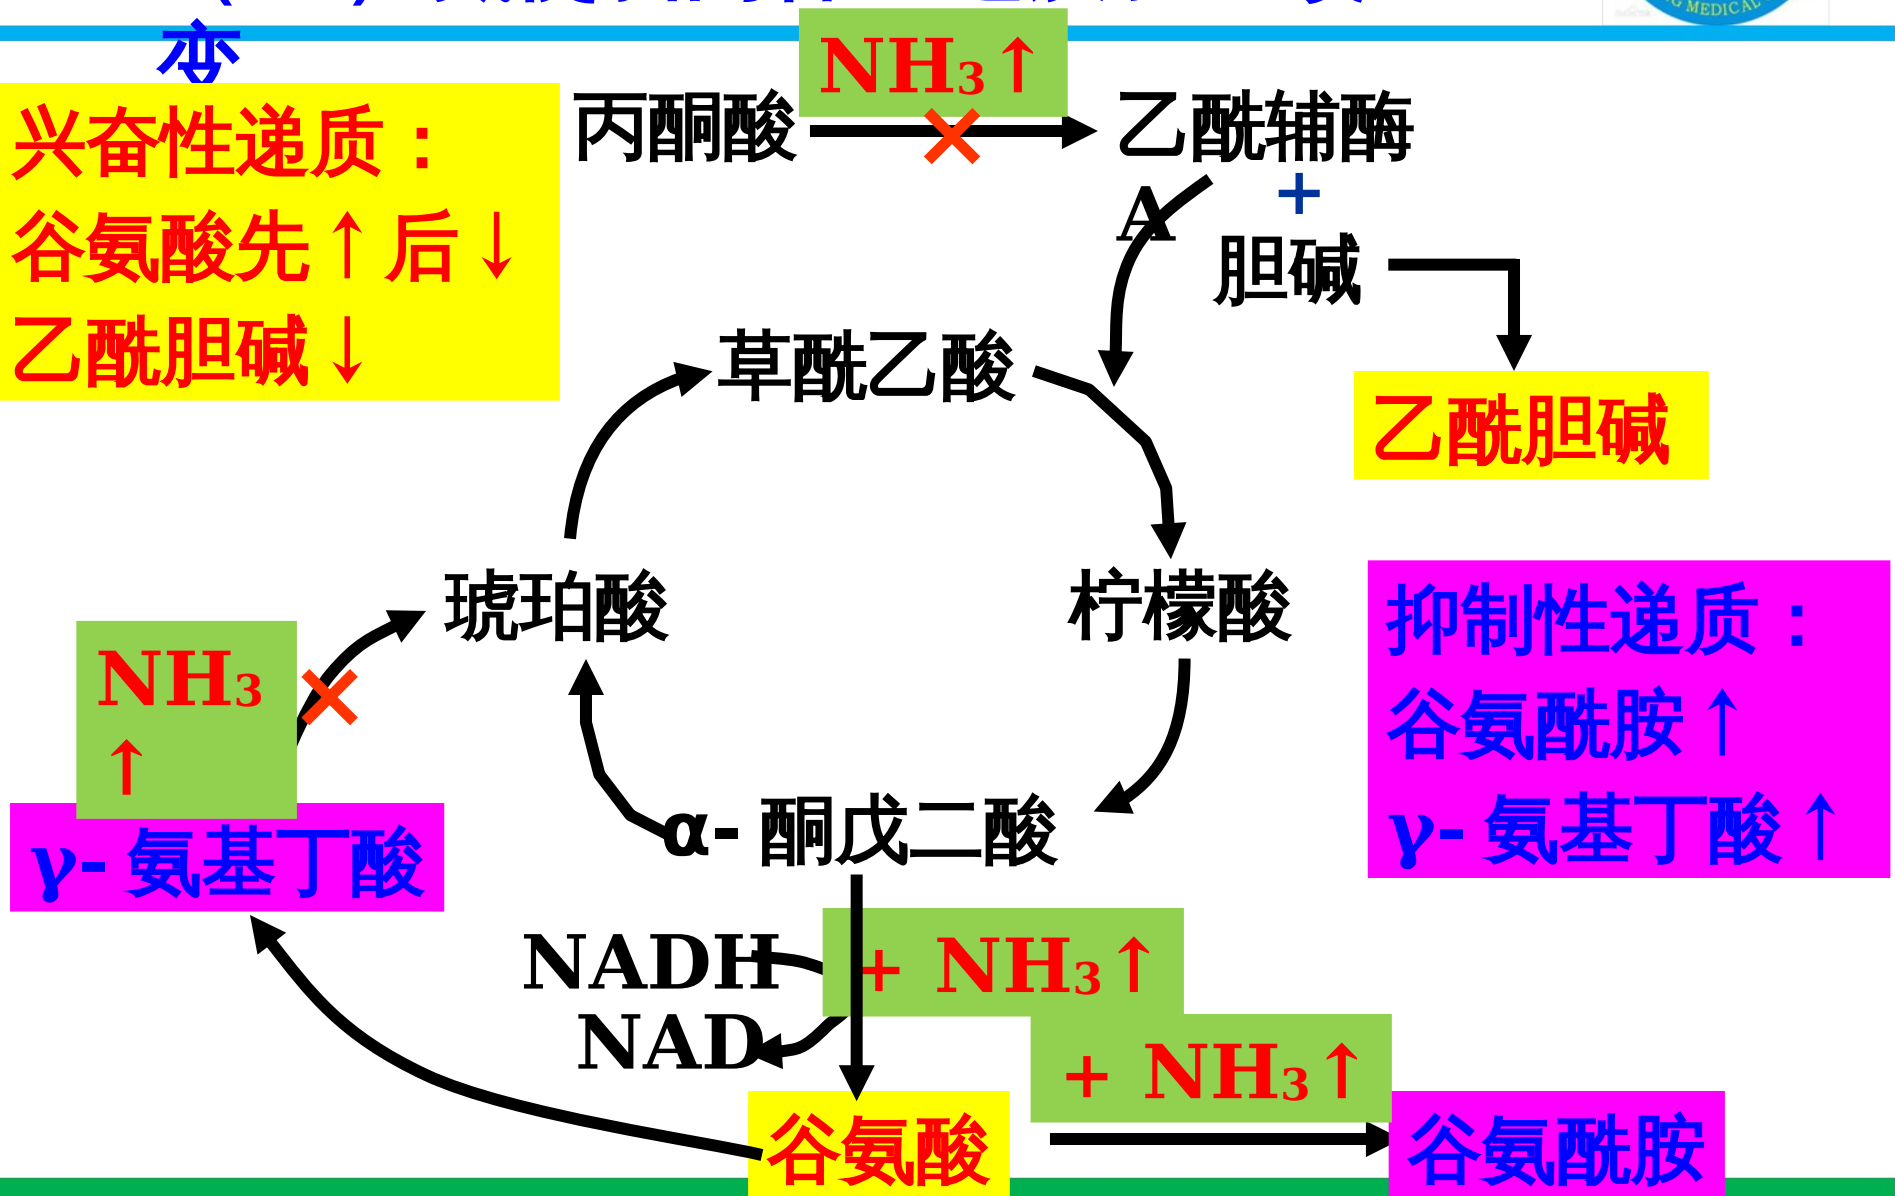 变
NH₃↑
兴奋性递质：
谷氨酸先↑后↓
乙酰胆碱↓
丙酮酸
乙酰辅酶
A
+
胆碱
草酰乙酸
乙酰胆碱
琥珀酸
柠檬酸
抑制性递质：
谷氨酰胺↑
γ-氨基丁酸↑
NH₃
↑
γ-氨基丁酸
α-酮戊二酸
NADH
+ NH₃↑
NAD
+ NH₃↑
谷氨酸
谷氨酰胺